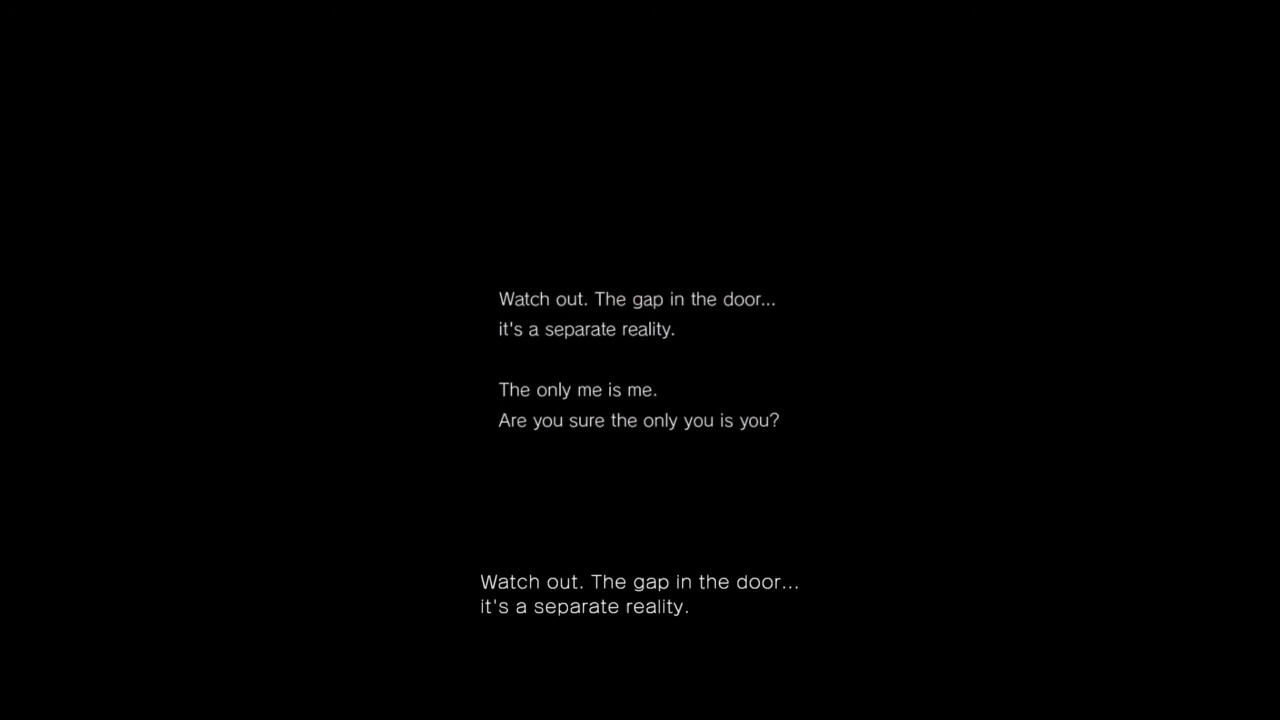 Watch out. The gap in the door...
it's a separate reality.
The only me is me.
Are you sure the only you is you?
Watch out. The gap in the door...
it's a separate reality.